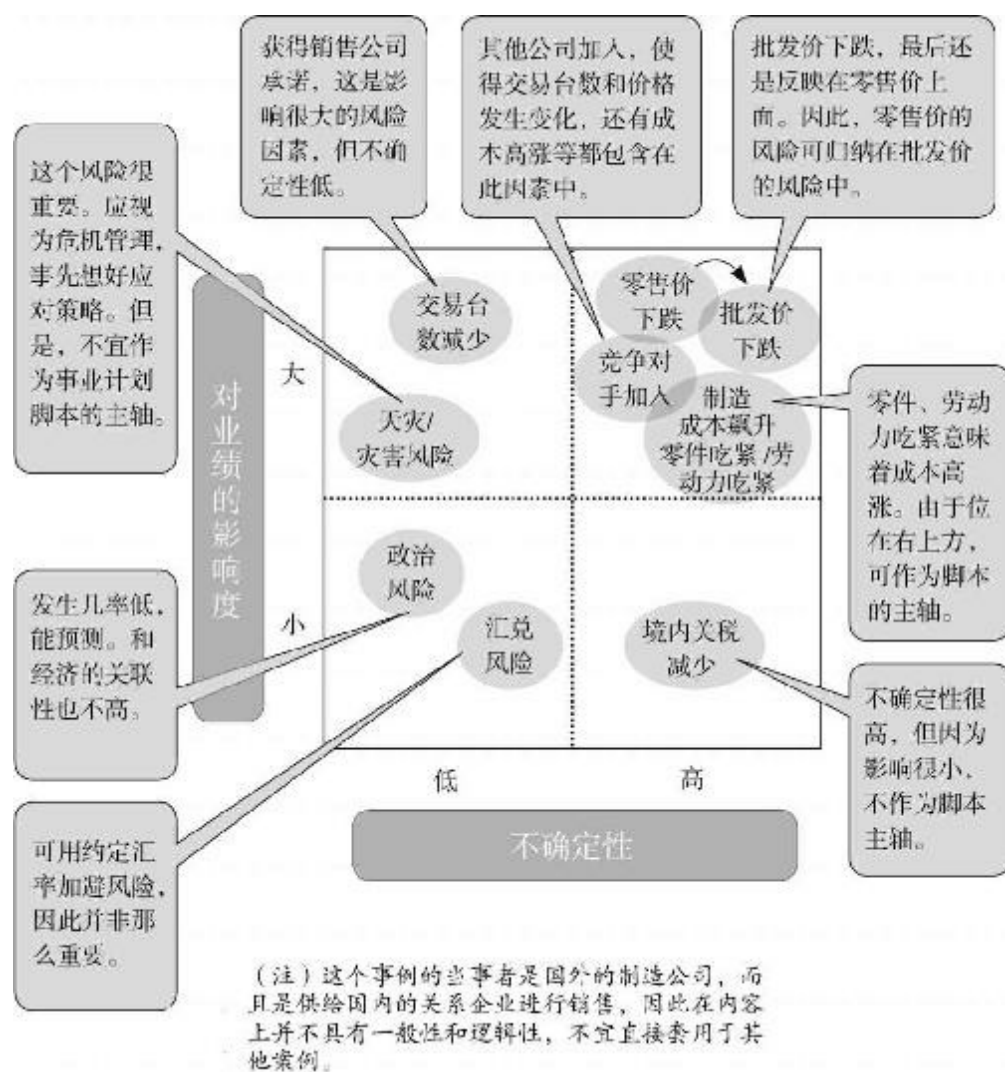 获得销售公司
承诺，这是影
响很大的风险
因素，但不确
定性低。
其他公司加入，使
得交易台数和价格
发生变化，还有成
本高涨等都包含在
此因素中。
批发价下跌，最后还
是反映在零售价上
面。因此，零售价的
风险可归纳在批发价
的风险中。
这个风险很
重要。应视
为危机管理，
事先想好应
对策略。但
是，不宜作
为事业计划
脚本的主轴。
对业绩的影响度
大
小
交易台
数减少
天灾/
灾害风险
零售价
下跌
批发价
下跌
竞争对
手加入
制造
成本飙升
零件吃紧/劳
动力吃紧
零件、劳动
力吃紧意味
着成本高
涨。由于位
在右上方，
可作为脚本
的主轴。
发生几率低，
能预测。和
经济的关联
性也不高。
政治
风险
汇兑
风险
境内关税
减少
不确定性很
高，但因为
影响很小，
不作为脚本
主轴。
低
高
不确定性
可用约定汇
率加避风险，
因此并非那
么重要。
（注）这个事例的当事者是国外的制造公司，而
且是供给国内的关系企业进行销售，因此在内容
上并不具有一般性和逻辑性，不宜直接套用于其
他案例。